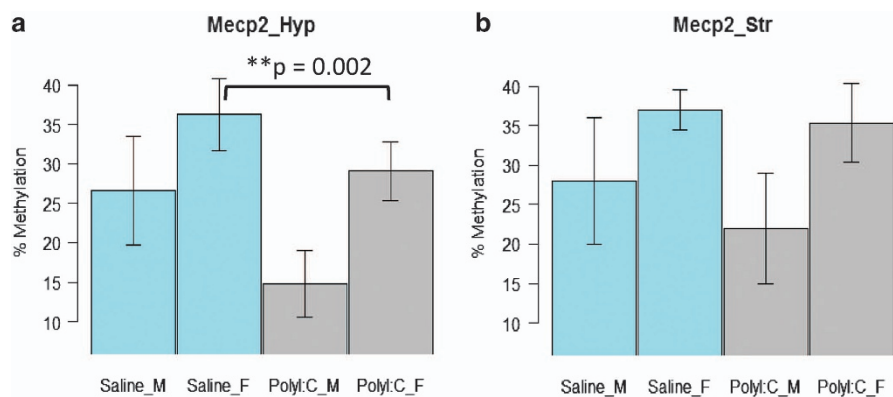 a
Mecp2_Hyp
**p = 0.002
% Methylation
40
35
30
25
20
15
10
Saline_M Saline_F PolyI:C_M PolyI:C_F
b
Mecp2_Str
% Methylation
40
35
30
25
20
15
10
Saline_M Saline_F PolyI:C_M PolyI:C_F